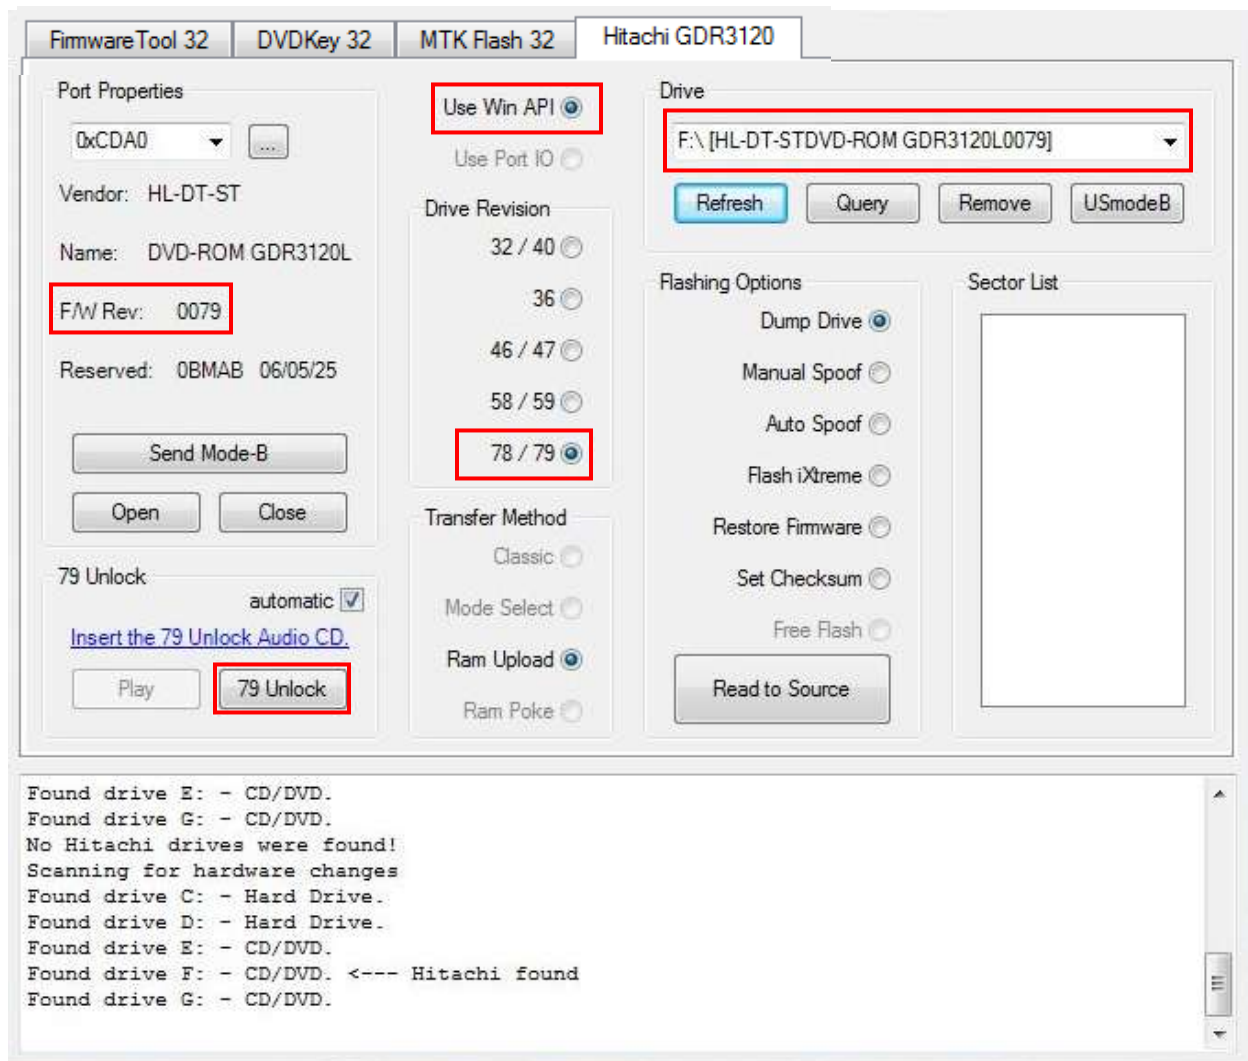 FirmwareTool 32
DVDKey 32
MTK Flash 32
Hitachi GDR3120
Port Properties
0xCDA0
...
Vendor: HL-DT-ST
Name: DVD-ROM GDR3120L
F/W Rev: 0079
Reserved: 0BMAB 06/05/25
Send Mode-B
Open
Close
79 Unlock
automatic
Insert the 79 Unlock Audio CD.
Play
79 Unlock
Use Win API
Use Port IO
Drive Revision
32 / 40
36
46 / 47
58 / 59
78 / 79
Transfer Method
Classic
Mode Select
Ram Upload
Ram Poke
Drive
F:\ [HL-DT-STDVD-ROM GDR3120L0079]
Refresh
Query
Remove
USmodeB
Flashing Options
Dump Drive
Manual Spoof
Auto Spoof
Flash iXtreme
Restore Firmware
Set Checksum
Free Flash
Read to Source
Sector List
Found drive E: - CD/DVD.
Found drive G: - CD/DVD.
No Hitachi drives were found!
Scanning for hardware changes
Found drive C: - Hard Drive.
Found drive D: - Hard Drive.
Found drive E: - CD/DVD.
Found drive F: - CD/DVD. <--- Hitachi found
Found drive G: - CD/DVD.